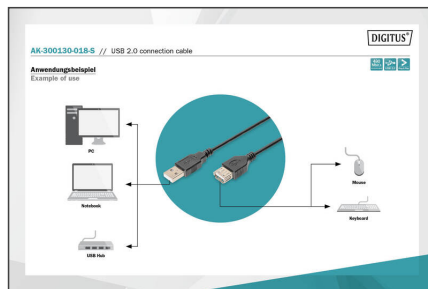 DIGITUS®
AK-300130-018-S // USB 2.0 connection cable
Anwendungsbeispiel
Example of use
PC
Notebook
USB Hub
Mouse
Keyboard